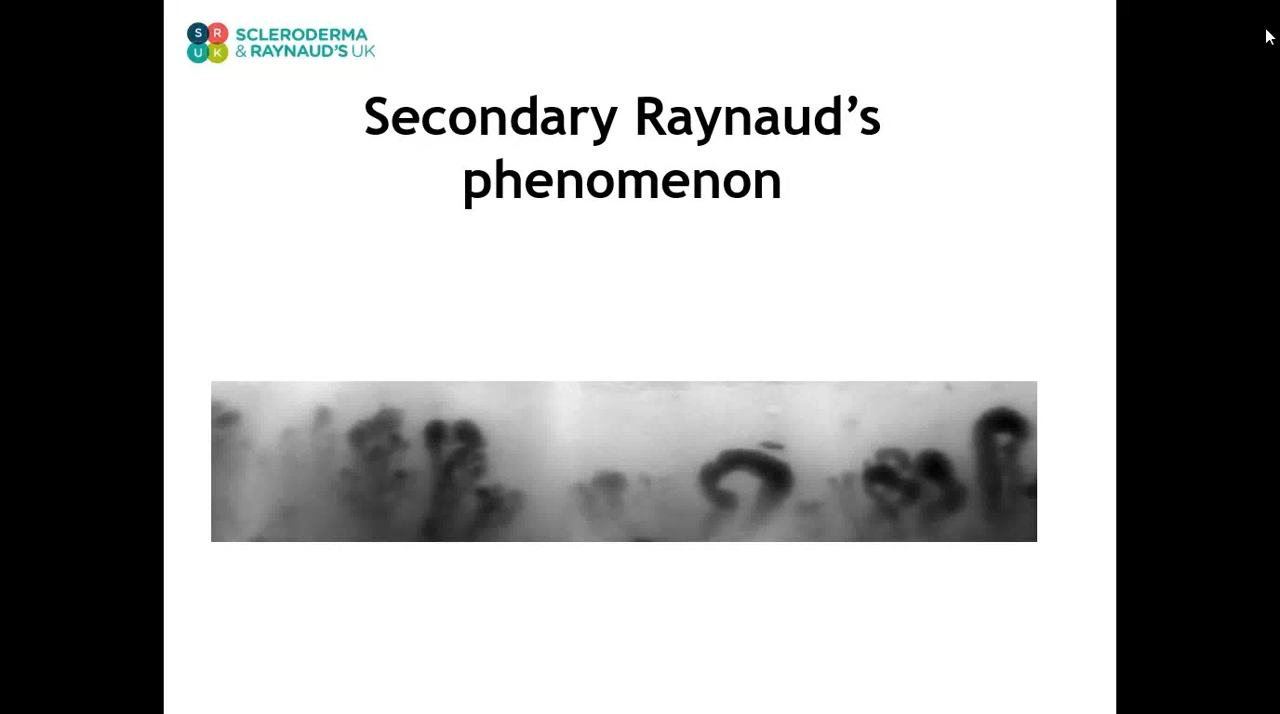 S R
U K
SCLERODERMA
& RAYNAUD'S UK
Secondary Raynaud’s
phenomenon